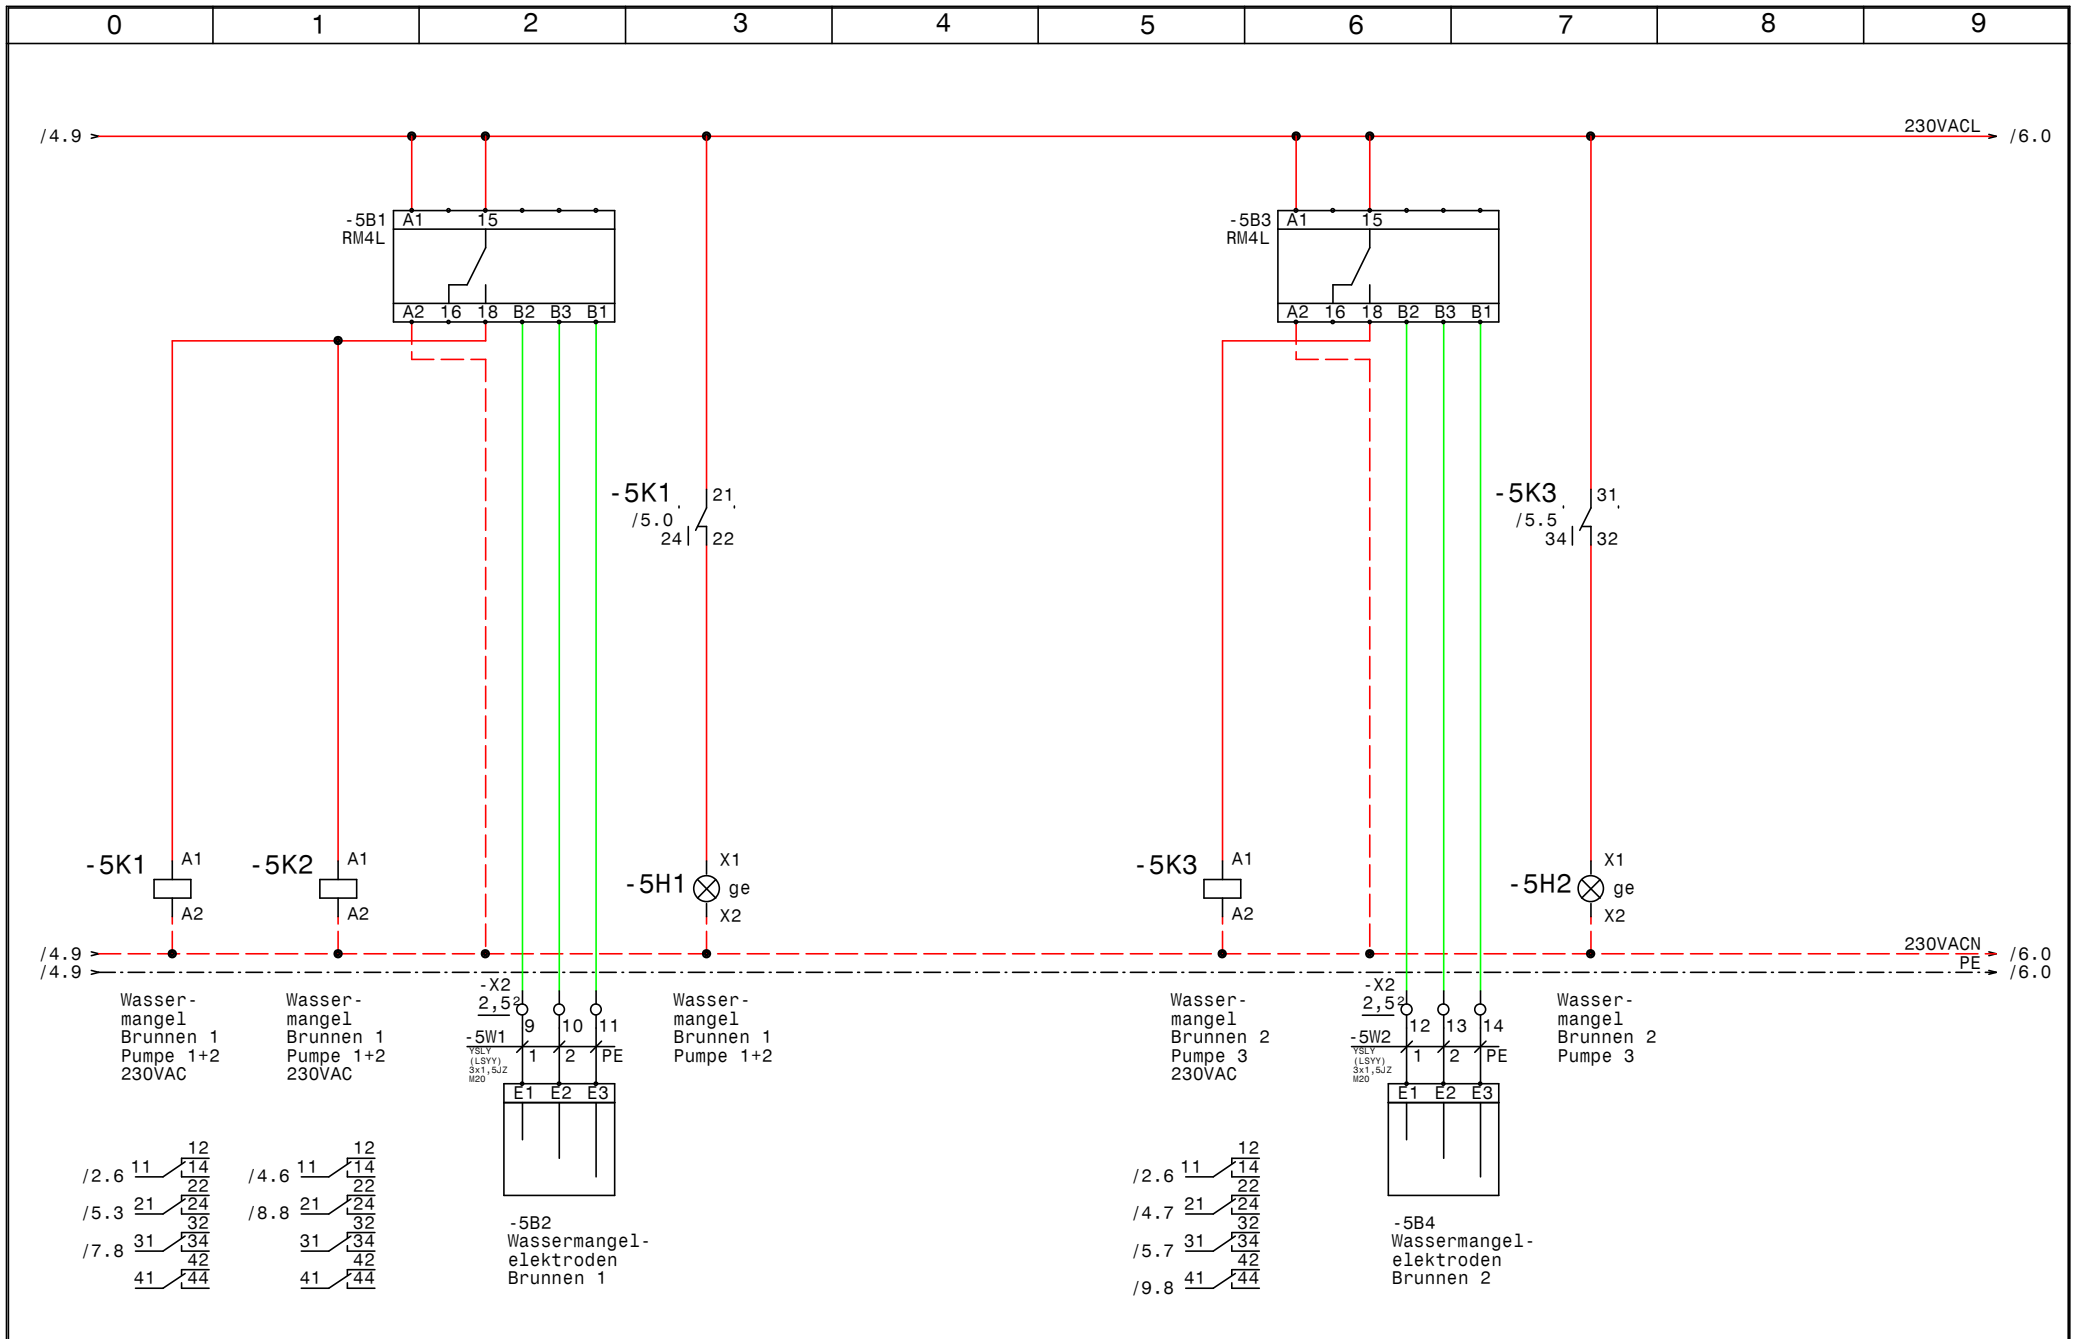 0 1 2 3 4 5 6 7 8 9
/4.9 230VACL /6.0
-5B1 A1 15
RM4L
A2 16 18 B2 B3 B1
-5B3 A1 15
RM4L
A2 16 18 B2 B3 B1
-5K1 21
/5.0
24 22
-5K3 31
/5.5
34 32
-5K1 A1
A2
-5K2 A1
A2
X1
-5H1 ge
X2
-5K3 A1
A2
X1
-5H2 ge
X2
/4.9 230VACN /6.0
/4.9 PE /6.0
Wasser-
mangel
Brunnen 1
Pumpe 1+2
230VAC
Wasser-
mangel
Brunnen 1
Pumpe 1+2
230VAC
-X2
2,5²
9 10 11
-5W1
YSLY
(LSYY)
3x1,5JZ
M20
1 2 PE
E1 E2 E3
Wasser-
mangel
Brunnen 1
Pumpe 1+2
Wasser-
mangel
Brunnen 2
Pumpe 3
230VAC
-X2
2,5²
12 13 14
-5W2
YSLY
(LSYY)
3x1,5JZ
M20
1 2 PE
E1 E2 E3
Wasser-
mangel
Brunnen 2
Pumpe 3
12
/2.6 11 14
22
/5.3 21 24
32
/7.8 31 34
42
41 44
12
/4.6 11 14
22
/8.8 21 24
32
31 34
42
41 44
-5B2
Wassermangel-
elektroden
Brunnen 1
12
/2.6 11 14
22
/4.7 21 24
32
/5.7 31 34
42
/9.8 41 44
-5B4
Wassermangel-
elektroden
Brunnen 2